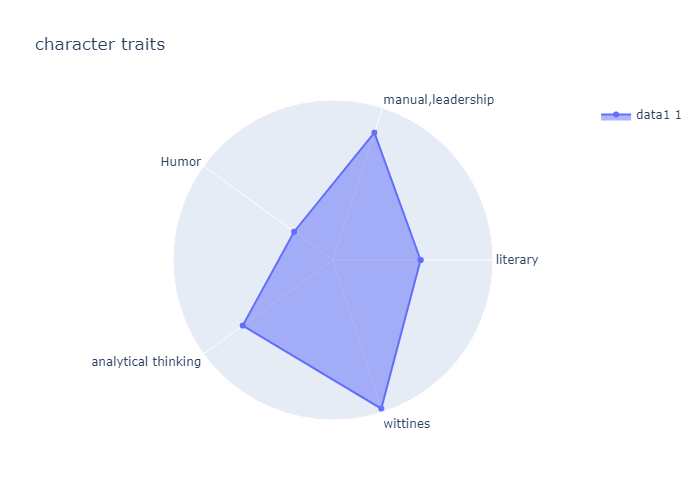 character traits
manual,leadership
data1 1
Humor
literary
analytical thinking
wittines